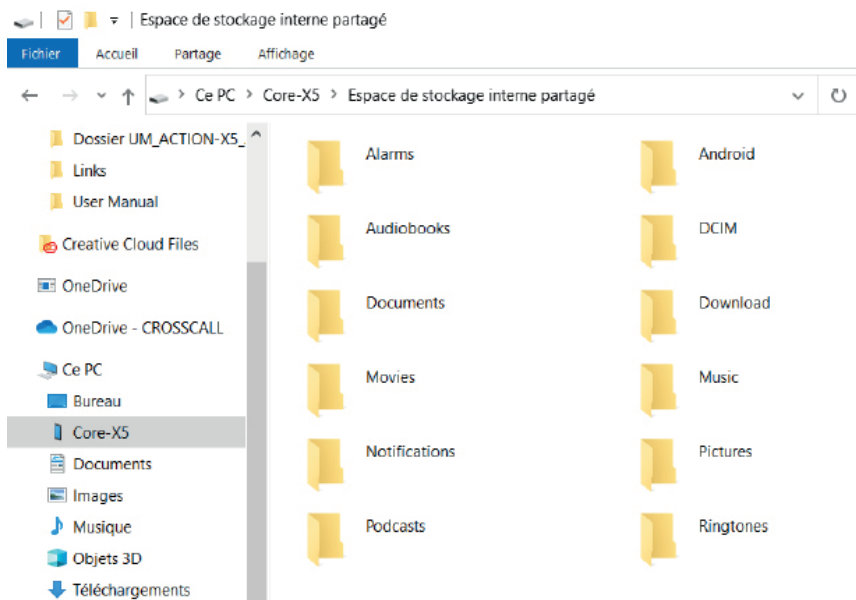 Espace de stockage interne partagé
Fichier Accueil Partage Affichage
Ce PC > Core-X5 > Espace de stockage interne partagé
Dossier UM_ACTION-X5_
Links
User Manual
Creative Cloud Files
OneDrive
OneDrive - CROSSCALL
Ce PC
Bureau
Core-X5
Documents
Images
Musique
Objets 3D
Téléchargements
Alarms Android
Audiobooks DCIM
Documents Download
Movies Music
Notifications Pictures
Podcasts Ringtones